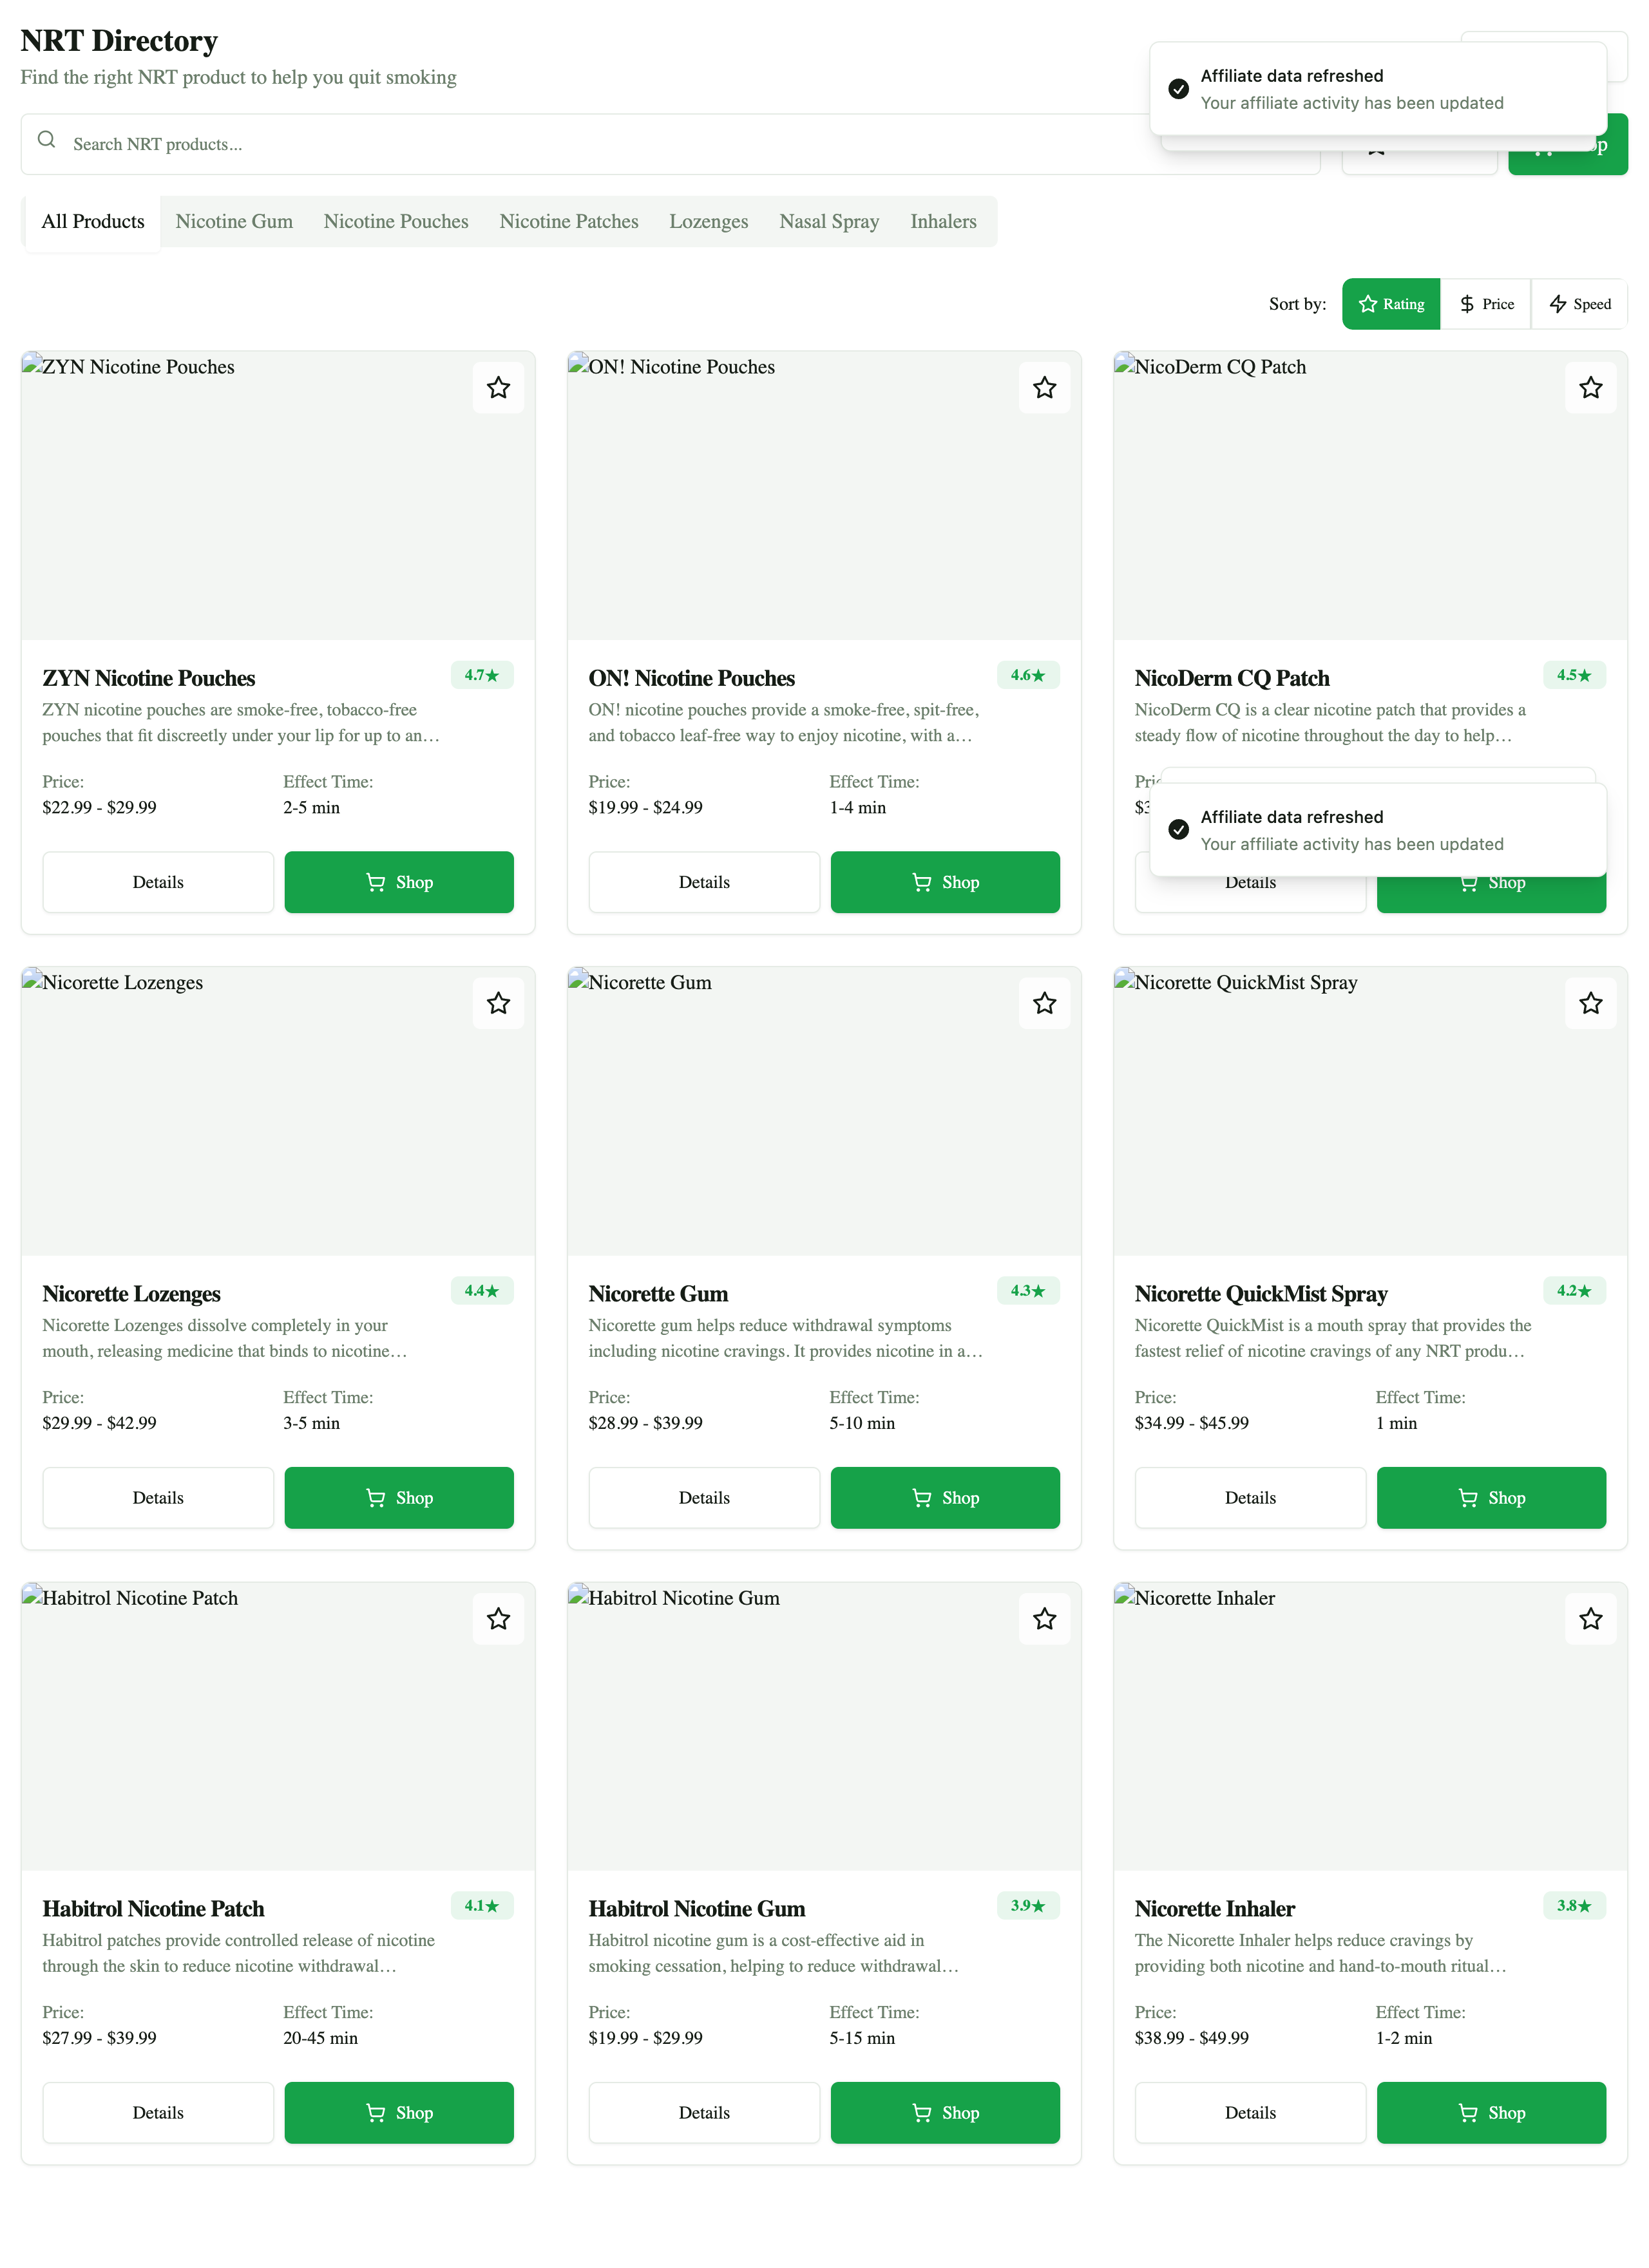 NRT Directory
Find the right NRT product to help you quit smoking
Affiliate data refreshed
Your affiliate activity has been updated
Search NRT products...
All Products
Nicotine Gum
Nicotine Pouches
Nicotine Patches
Lozenges
Nasal Spray
Inhalers
Sort by:
Rating
Price
Speed
ZYN Nicotine Pouches
ON! Nicotine Pouches
NicoDerm CQ Patch
ZYN Nicotine Pouches
4.7★
ZYN nicotine pouches are smoke-free, tobacco-free
pouches that fit discreetly under your lip for up to an…
Price:
$22.99 - $29.99
Effect Time:
2-5 min
Details
Shop
ON! Nicotine Pouches
4.6★
ON! nicotine pouches provide a smoke-free, spit-free,
and tobacco leaf-free way to enjoy nicotine, with a…
Price:
$19.99 - $24.99
Effect Time:
1-4 min
Details
Shop
NicoDerm CQ Patch
4.5★
NicoDerm CQ is a clear nicotine patch that provides a
steady flow of nicotine throughout the day to help…
Affiliate data refreshed
Your affiliate activity has been updated
Details
Shop
Nicorette Lozenges
Nicorette Gum
Nicorette QuickMist Spray
Nicorette Lozenges
4.4★
Nicorette Lozenges dissolve completely in your
mouth, releasing medicine that binds to nicotine…
Price:
$29.99 - $42.99
Effect Time:
3-5 min
Details
Shop
Nicorette Gum
4.3★
Nicorette gum helps reduce withdrawal symptoms
including nicotine cravings. It provides nicotine in a…
Price:
$28.99 - $39.99
Effect Time:
5-10 min
Details
Shop
Nicorette QuickMist Spray
4.2★
Nicorette QuickMist is a mouth spray that provides the
fastest relief of nicotine cravings of any NRT produ…
Price:
$34.99 - $45.99
Effect Time:
1 min
Details
Shop
Habitrol Nicotine Patch
Habitrol Nicotine Gum
Nicorette Inhaler
Habitrol Nicotine Patch
4.1★
Habitrol patches provide controlled release of nicotine
through the skin to reduce nicotine withdrawal…
Price:
$27.99 - $39.99
Effect Time:
20-45 min
Details
Shop
Habitrol Nicotine Gum
3.9★
Habitrol nicotine gum is a cost-effective aid in
smoking cessation, helping to reduce withdrawal…
Price:
$19.99 - $29.99
Effect Time:
5-15 min
Details
Shop
Nicorette Inhaler
3.8★
The Nicorette Inhaler helps reduce cravings by
providing both nicotine and hand-to-mouth ritual…
Price:
$38.99 - $49.99
Effect Time:
1-2 min
Details
Shop